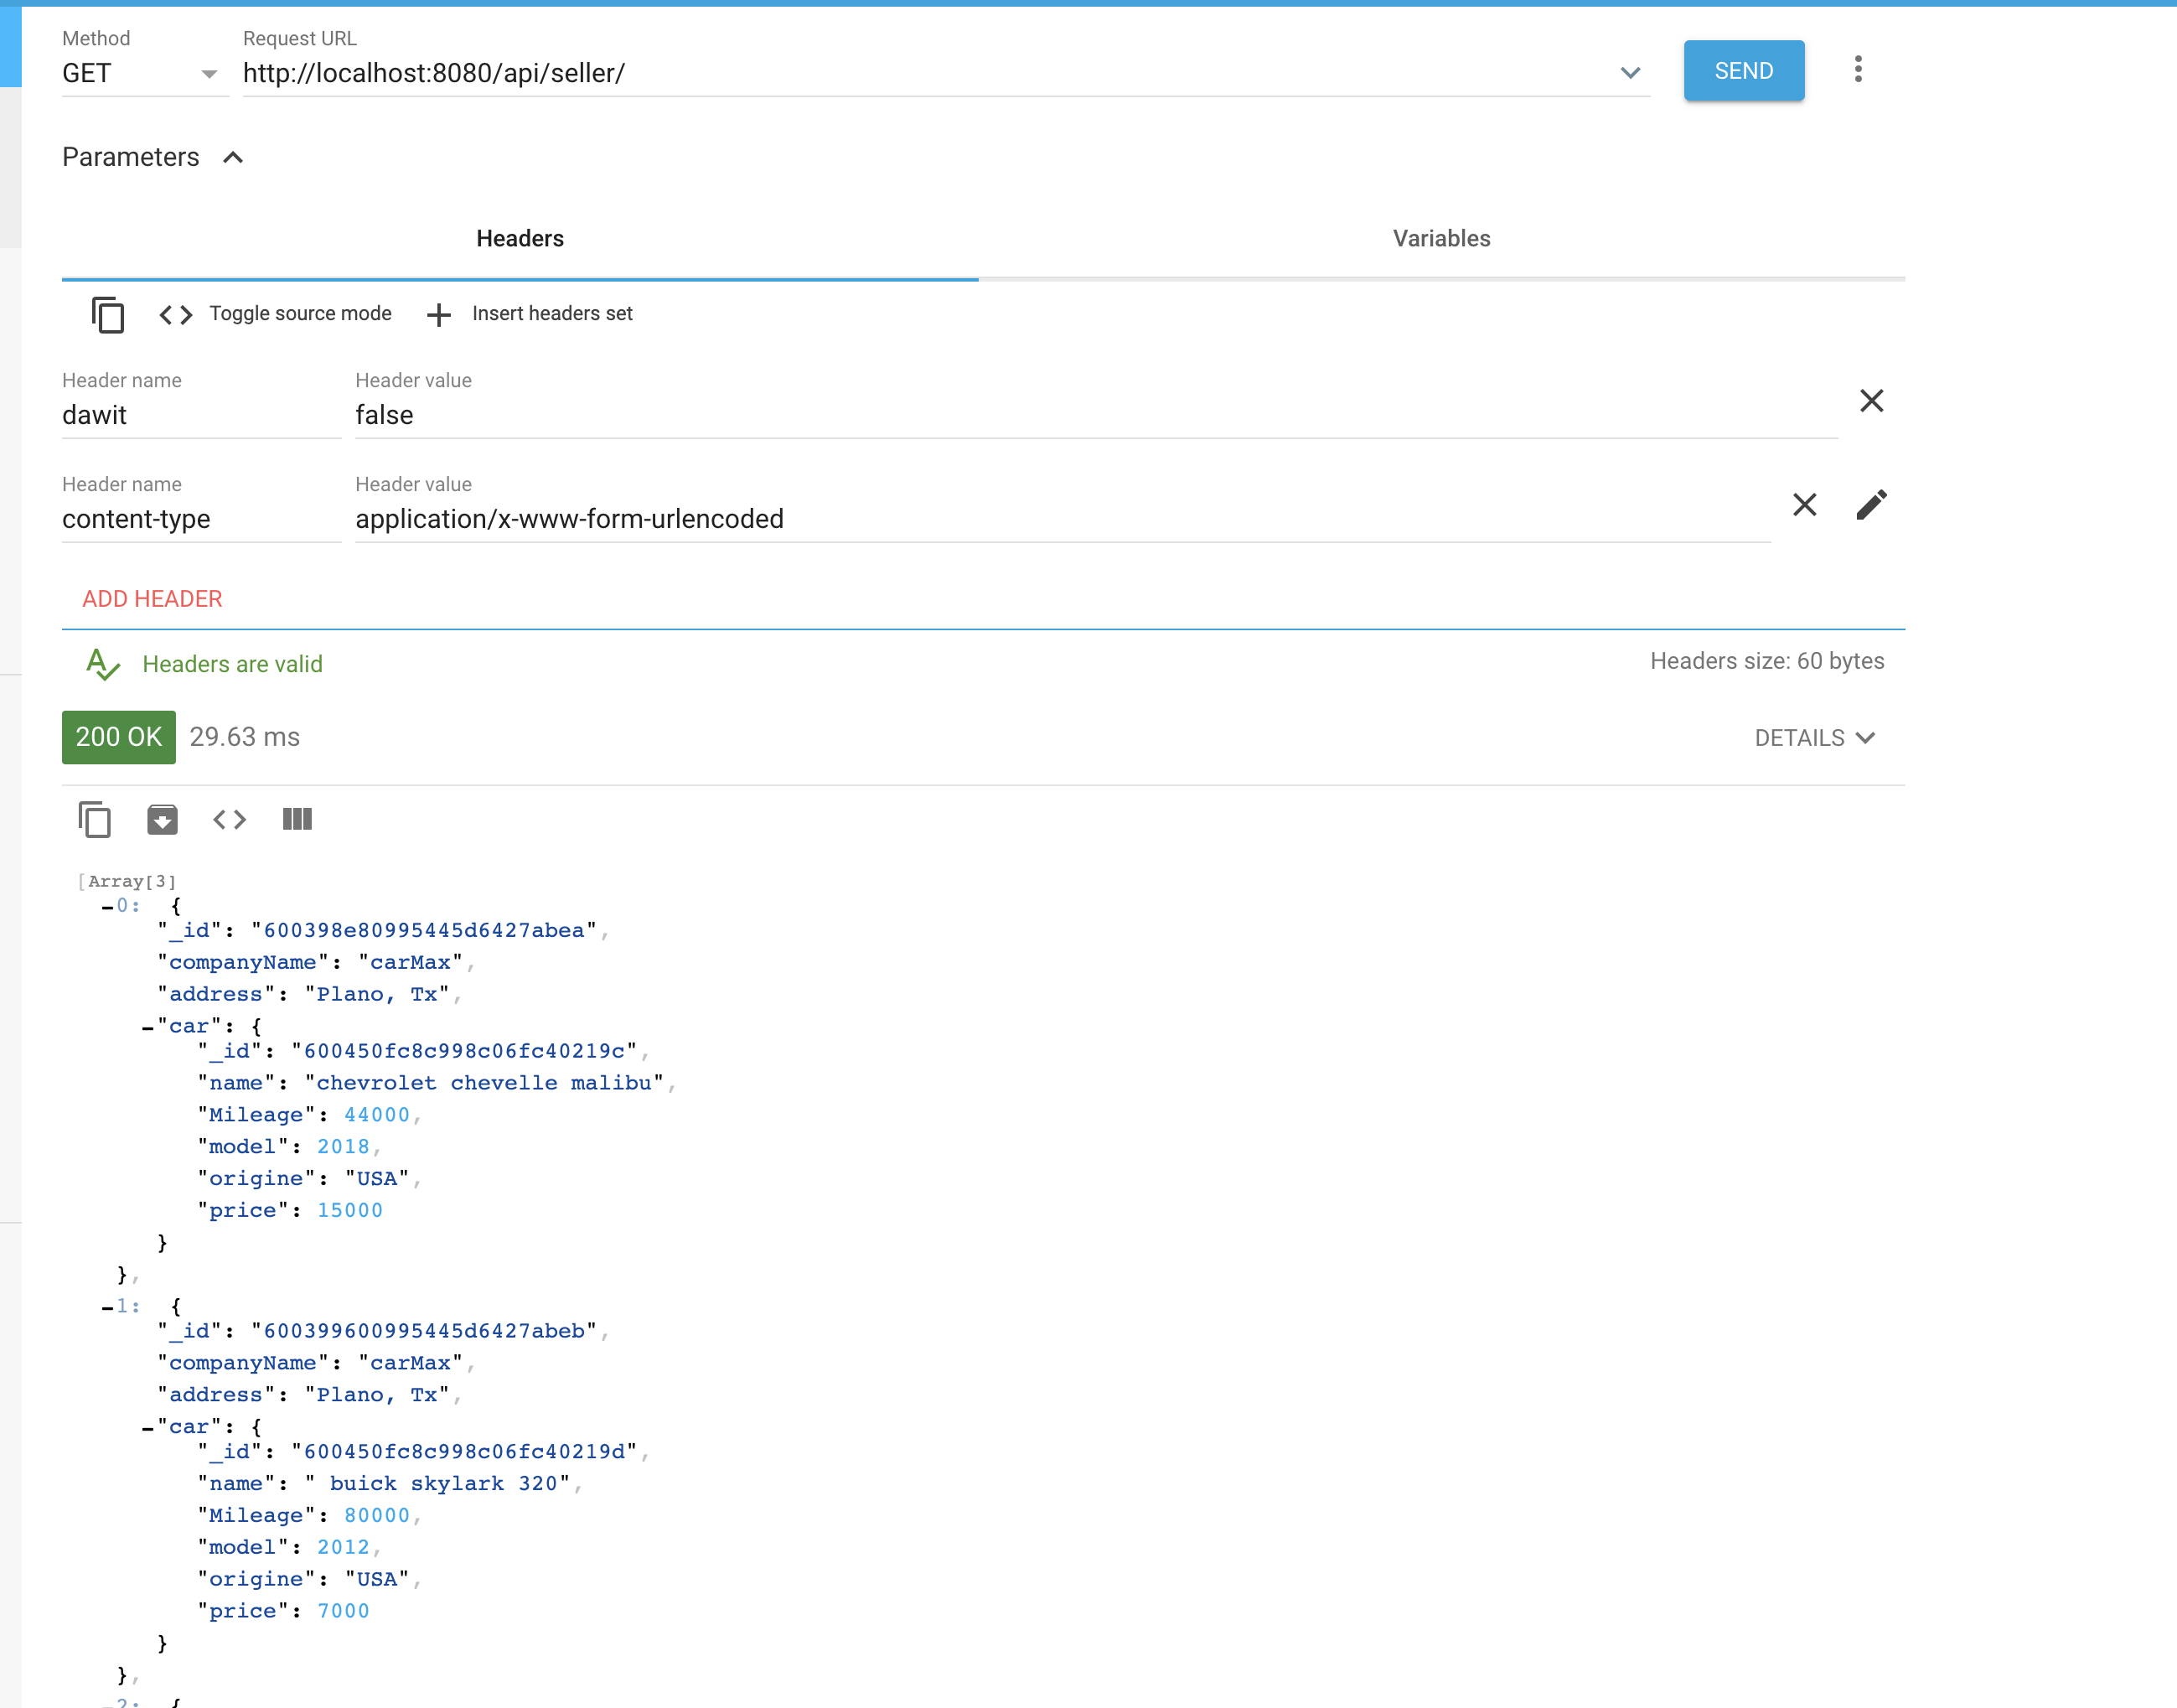 Method
GET
Request URL
http://localhost:8080/api/seller/
SEND
Parameters
Headers
Variables
Toggle source mode
Insert headers set
Header name
dawit
Header value
false
Header name
content-type
Header value
application/x-www-form-urlencoded
ADD HEADER
Headers are valid
Headers size: 60 bytes
200 OK
29.63 ms
DETAILS
[Array[3]
-0: {
"_id": "600398e80995445d6427abea",
"companyName": "carMax",
"address": "Plano, Tx",
-"car": {
"_id": "600450fc8c998c06fc40219c",
"name": "chevrolet chevelle malibu",
"Mileage": 44000,
"model": 2018,
"origine": "USA",
"price": 15000
}
},
-1: {
"_id": "600399600995445d6427abeb",
"companyName": "carMax",
"address": "Plano, Tx",
-"car": {
"_id": "600450fc8c998c06fc40219d",
"name": " buick skylark 320",
"Mileage": 80000,
"model": 2012,
"origine": "USA",
"price": 7000
}
},
-2: {